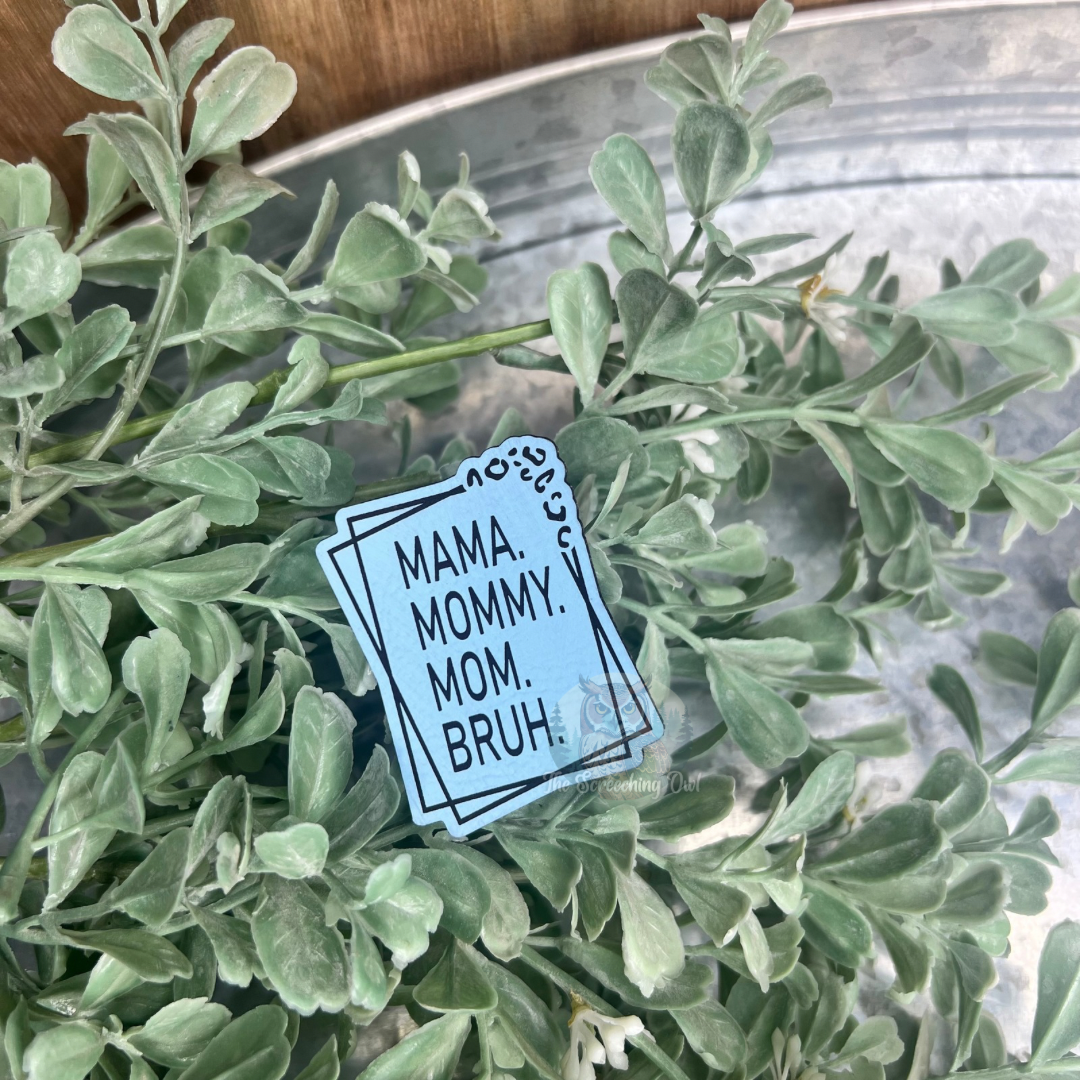 MAMA.
MOMMY.
MOM.
BRUH.
The Screeching Owl